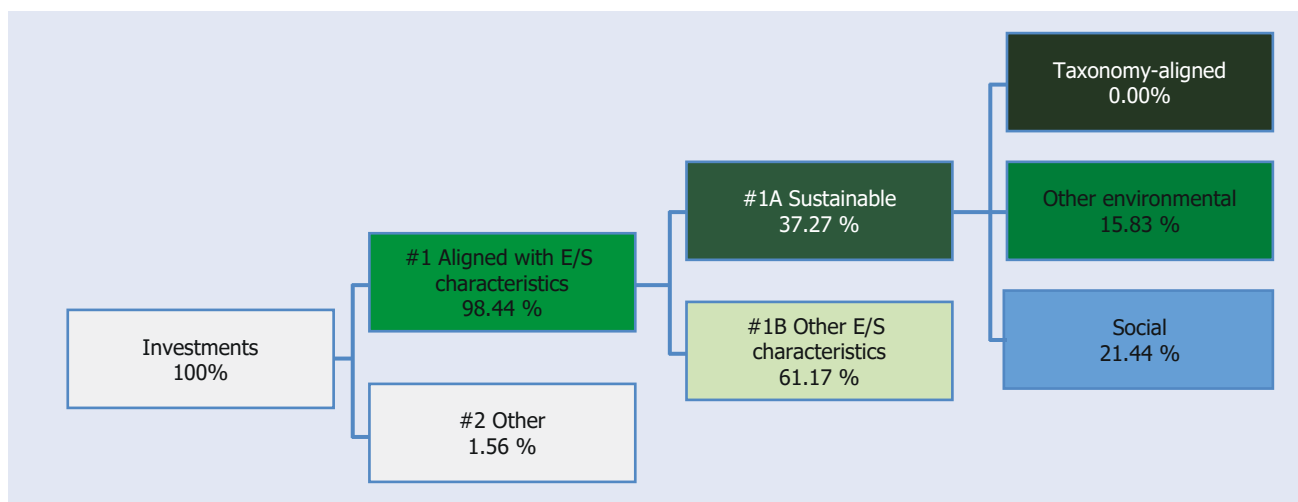 Investments
100%
#1 Aligned with E/S
characteristics
98.44 %
#2 Other
1.56 %
#1A Sustainable
37.27 %
#1B Other E/S
characteristics
61.17 %
Taxonomy-aligned
0.00%
Other environmental
15.83 %
Social
21.44 %